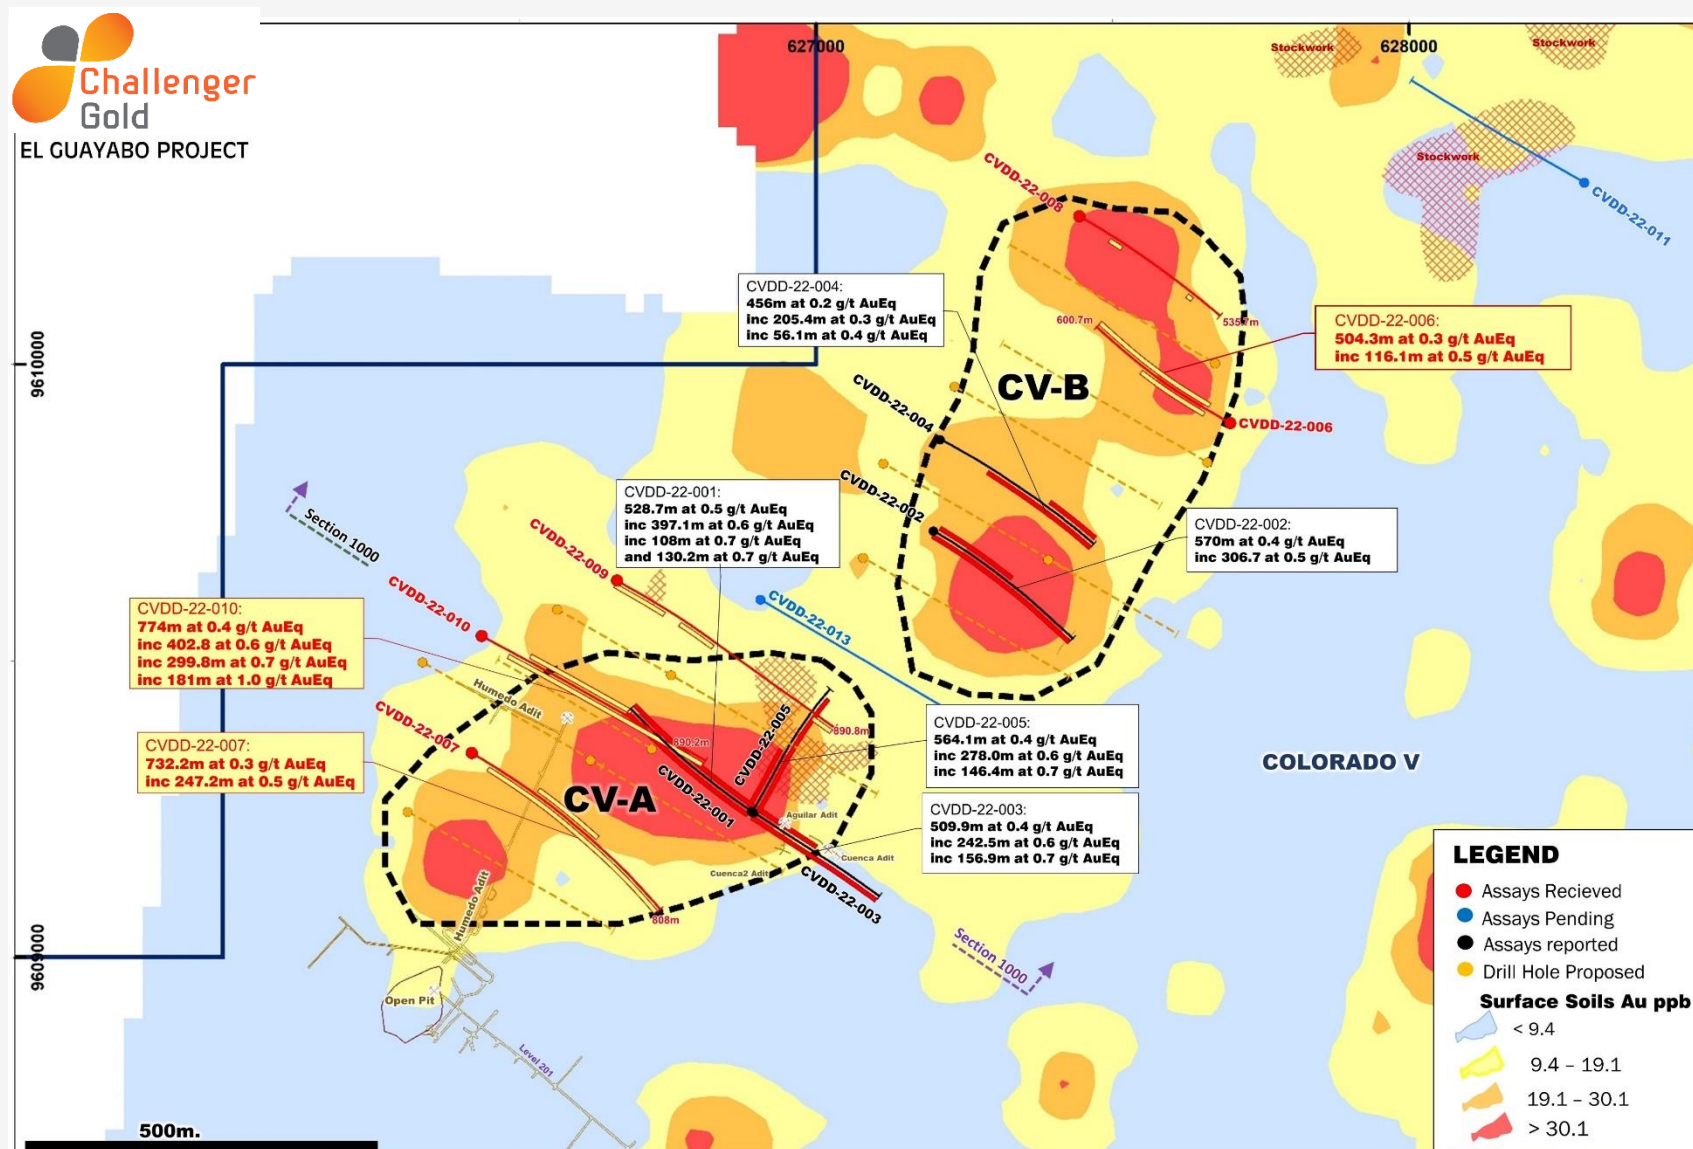 Challenger
Gold
EL GUAYABO PROJECT
627000
628000
9610000
9609000
Stockwork
Stockwork
Stockwork
CVDD-22-008
CVDD-22-011
CVDD-22-004:
456m at 0.2 g/t AuEq
inc 205.4m at 0.3 g/t AuEq
inc 56.1m at 0.4 g/t AuEq
600.7m
535.7m
CVDD-22-006:
504.3m at 0.3 g/t AuEq
inc 116.1m at 0.5 g/t AuEq
CV-B
CVDD-22-004
CVDD-22-006
CVDD-22-002
CVDD-22-001:
528.7m at 0.5 g/t AuEq
inc 397.1m at 0.6 g/t AuEq
inc 108m at 0.7 g/t AuEq
and 130.2m at 0.7 g/t AuEq
CVDD-22-002:
570m at 0.4 g/t AuEq
inc 306.7 at 0.5 g/t AuEq
Section 1000
CVDD-22-009
CVDD-22-010
CVDD-22-013
CVDD-22-010:
774m at 0.4 g/t AuEq
inc 402.8 at 0.6 g/t AuEq
inc 299.8m at 0.7 g/t AuEq
inc 181m at 1.0 g/t AuEq
Humedo Adit
CVDD-22-007
CVDD-22-005
890.2m
890.8m
CVDD-22-007:
732.2m at 0.3 g/t AuEq
inc 247.2m at 0.5 g/t AuEq
CVDD-22-005:
564.1m at 0.4 g/t AuEq
inc 278.0m at 0.6 g/t AuEq
inc 146.4m at 0.7 g/t AuEq
COLORADO V
CV-A
CVDD-22-001
CVDD-22-003:
509.9m at 0.4 g/t AuEq
inc 242.5m at 0.6 g/t AuEq
inc 156.9m at 0.7 g/t AuEq
Aguilar Adit
Cuenca Adit
Cuenca2 Adit
CVDD-22-003
Humedo Adit
808m
Section 1000
Open Pit
Level 201
500m.
LEGEND
Assays Recieved
Assays Pending
Assays reported
Drill Hole Proposed
Surface Soils Au ppb
< 9.4
9.4 – 19.1
19.1 – 30.1
> 30.1